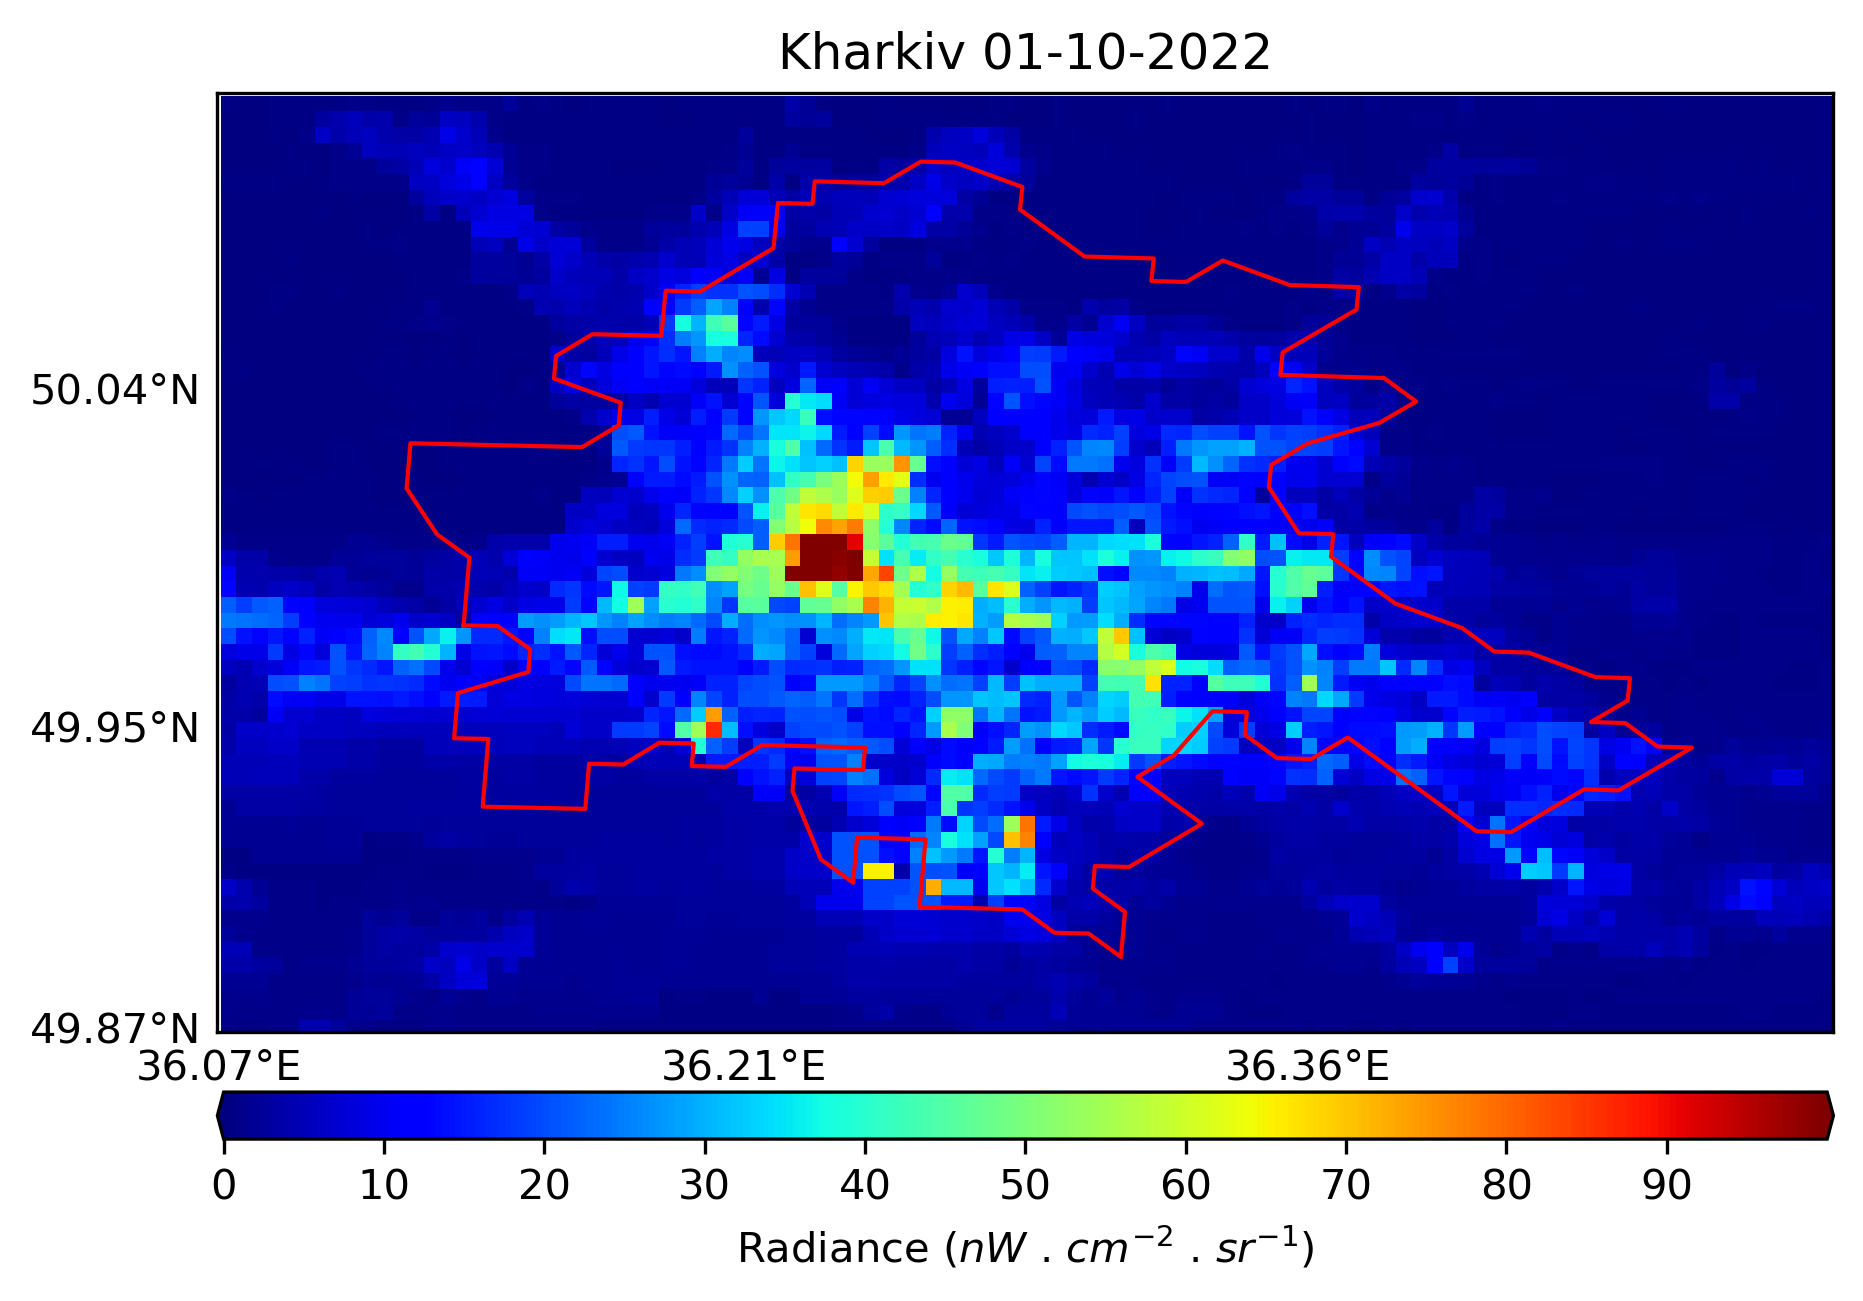 Kharkiv 01-10-2022
50.04°N
49.95°N
49.87°N
36.07°E 36.21°E 36.36°E
0 10 20 30 40 50 60 70 80 90
Radiance (nW . cm⁻² . sr⁻¹)